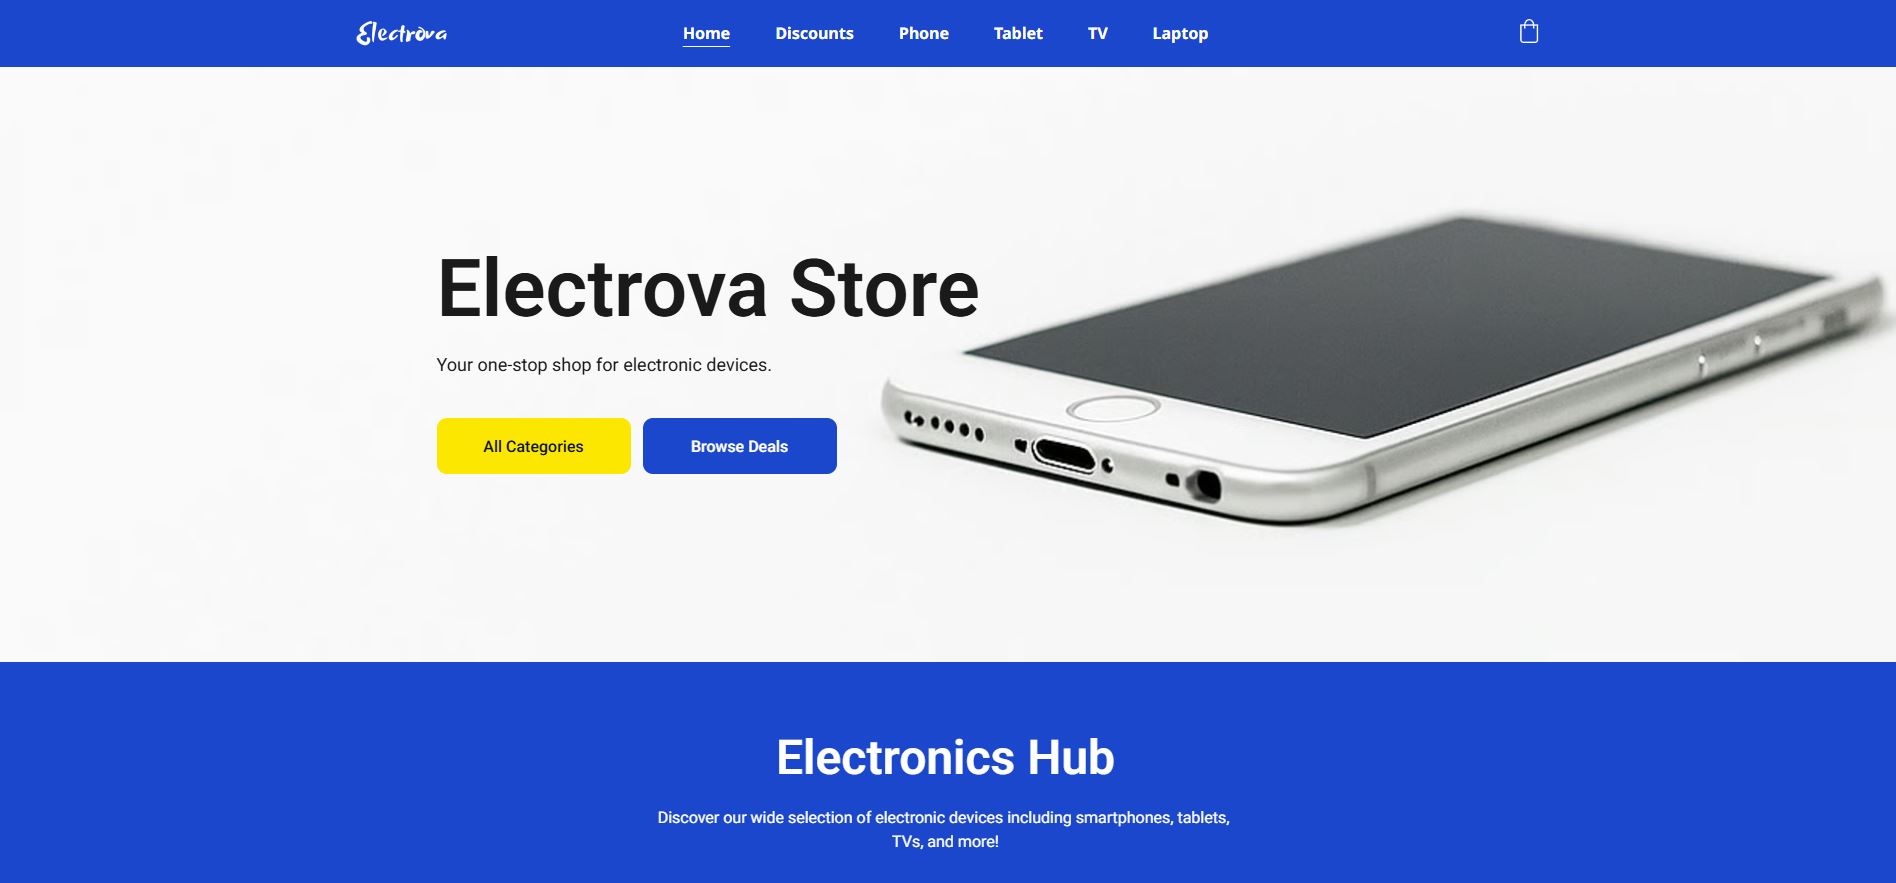 Electrova
Home Discounts Phone Tablet TV Laptop
Electrova Store
Your one-stop shop for electronic devices.
All Categories Browse Deals
Electronics Hub
Discover our wide selection of electronic devices including smartphones, tablets,
TVs, and more!